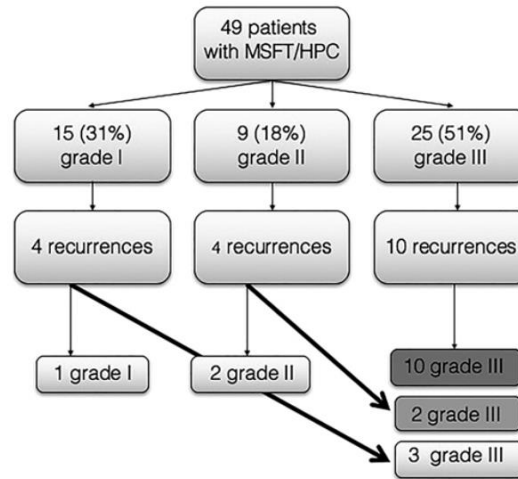 49 patients
with MSFT/HPC
15 (31%)
grade I
9 (18%)
grade II
25 (51%)
grade III
4 recurrences
4 recurrences
10 recurrences
1 grade I
2 grade II
10 grade III
2 grade III
3 grade III